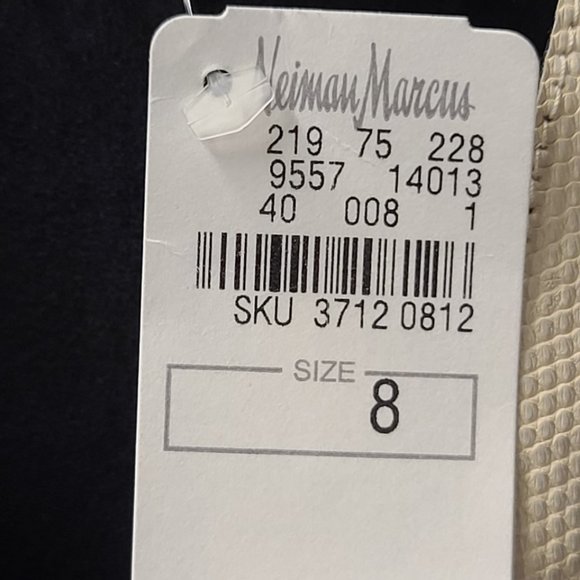 Neiman Marcus
219 75 228
9557 14013
40 008 1
SKU 3712 0812
SIZE
8